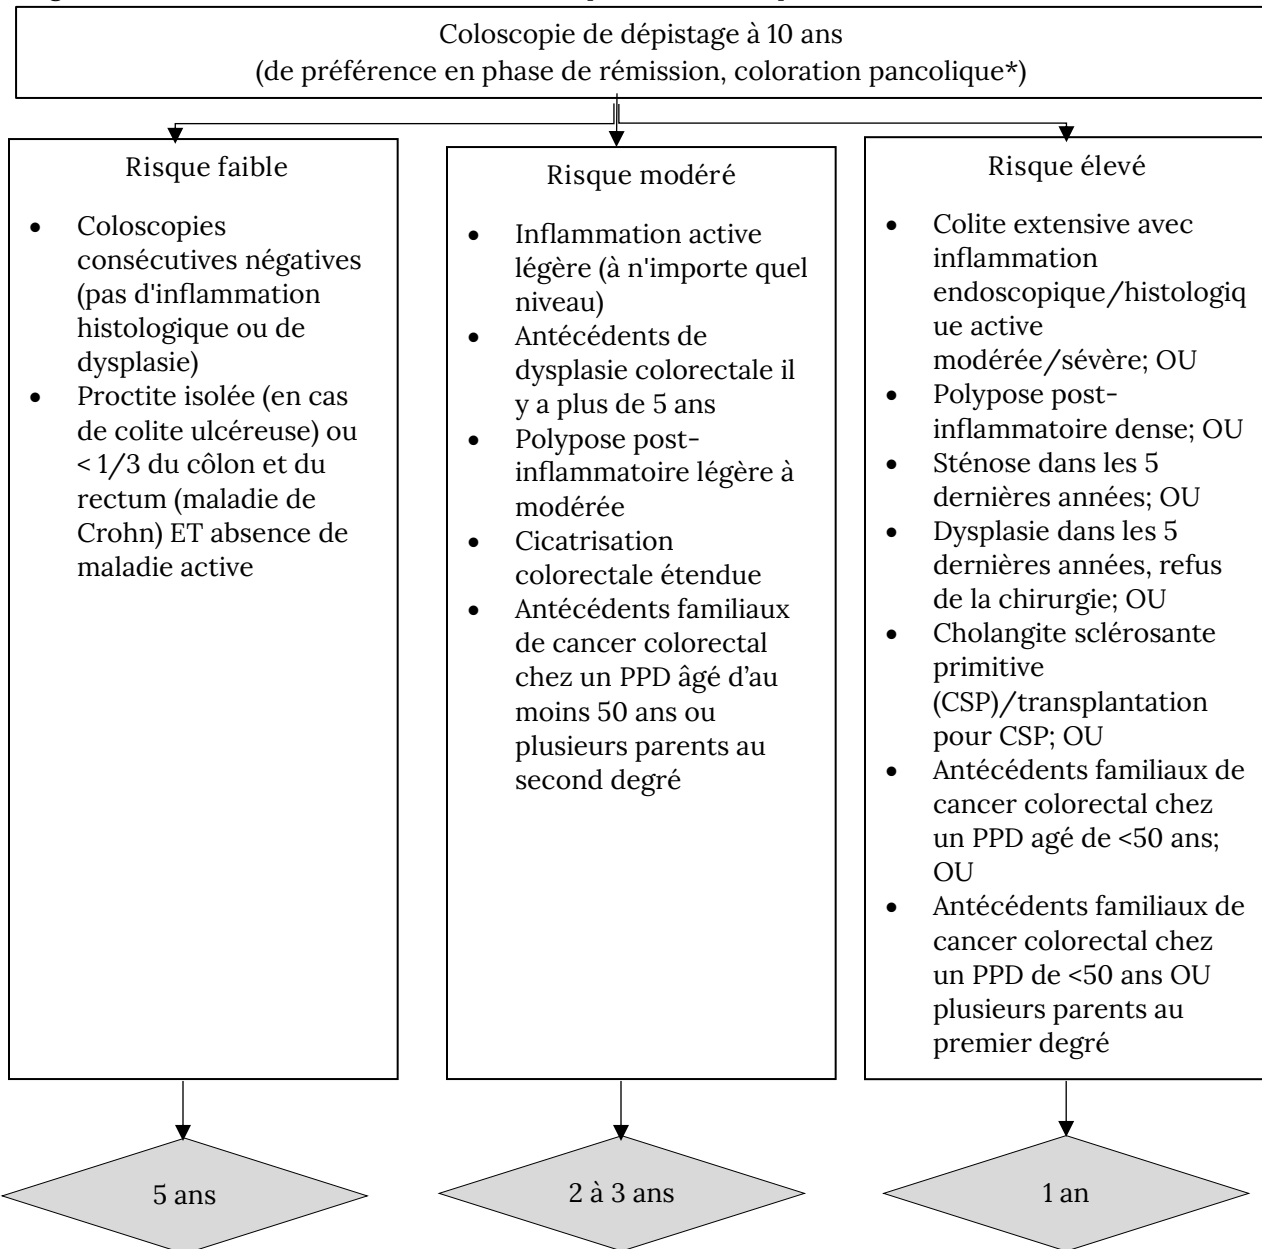 Coloscopie de dépistage à 10 ans
(de préférence en phase de rémission, coloration pancolique*)
Risque faible
• Coloscopies
consécutives négatives
(pas d'inflammation
histologique ou de
dysplasie)
• Proctite isolée (en cas
de colite ulcéreuse) ou
< 1/3 du côlon et du
rectum (maladie de
Crohn) ET absence de
maladie active
Risque modéré
• Inflammation active
légère (à n'importe quel
niveau)
• Antécédents de
dysplasie colorectale il
y a plus de 5 ans
• Polypose post-
inflammatoire légère à
modérée
• Cicatrisation
colorectale étendue
• Antécédents familiaux
de cancer colorectal
chez un PPD âgé d’au
moins 50 ans ou
plusieurs parents au
second degré
Risque élevé
• Colite extensive avec
inflammation
endoscopique/histologiq
ue active
modérée/sévère; OU
• Polypose post-
inflammatoire dense; OU
• Sténose dans les 5
dernières années; OU
• Dysplasie dans les 5
dernières années, refus
de la chirurgie; OU
• Cholangite sclérosante
primitive
(CSP)/transplantation
pour CSP; OU
• Antécédents familiaux de
cancer colorectal chez
un PPD agé de <50 ans;
OU
• Antécédents familiaux de
cancer colorectal chez
un PPD de <50 ans OU
plusieurs parents au
premier degré
5 ans
2 à 3 ans
1 an